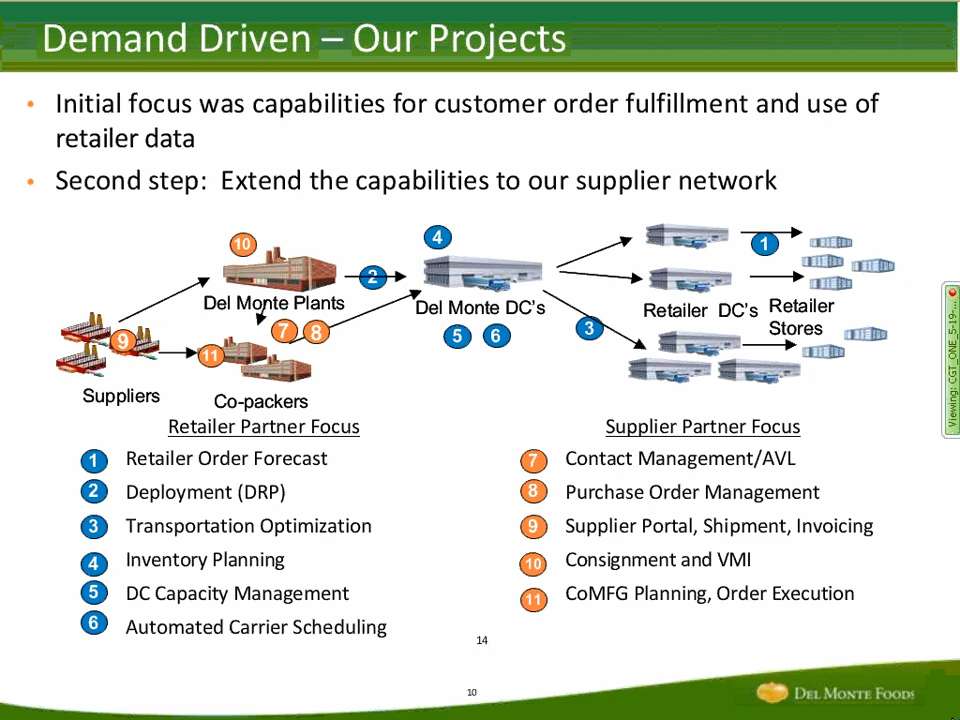 Demand Driven – Our Projects
• Initial focus was capabilities for customer order fulfillment and use of
retailer data
• Second step: Extend the capabilities to our supplier network
10
4
1
2
Del Monte Plants
Del Monte DC's
Retailer DC's
Retailer
Stores
7
8
5
6
3
9
11
Suppliers
Co-packers
Retailer Partner Focus
1 Retailer Order Forecast
2 Deployment (DRP)
3 Transportation Optimization
4 Inventory Planning
5 DC Capacity Management
6 Automated Carrier Scheduling
Supplier Partner Focus
7 Contact Management/AVL
8 Purchase Order Management
9 Supplier Portal, Shipment, Invoicing
10 Consignment and VMI
11 CoMFG Planning, Order Execution
14
10
DEL MONTE FOODS
Viewing: CGT_ONE_5-19-...